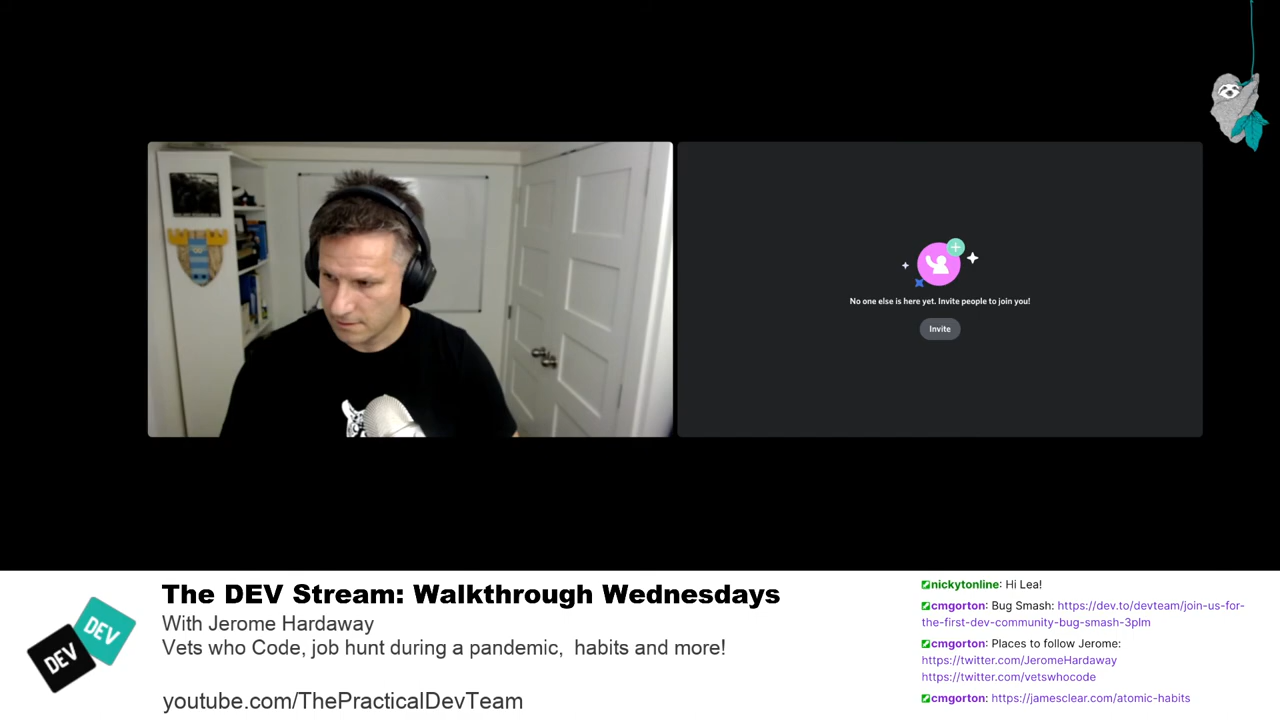 No one else is here yet. Invite people to join you!
Invite
The DEV Stream: Walkthrough Wednesdays
With Jerome Hardaway
Vets who Code, job hunt during a pandemic, habits and more!
youtube.com/ThePracticalDevTeam
DEV
DEV
nickytonline: Hi Lea!
cmgorton: Bug Smash: https://dev.to/devteam/join-us-for-
the-first-dev-community-bug-smash-3plm
cmgorton: Places to follow Jerome:
https://twitter.com/JeromeHardaway
https://twitter.com/vetswhocode
cmgorton: https://jamesclear.com/atomic-habits